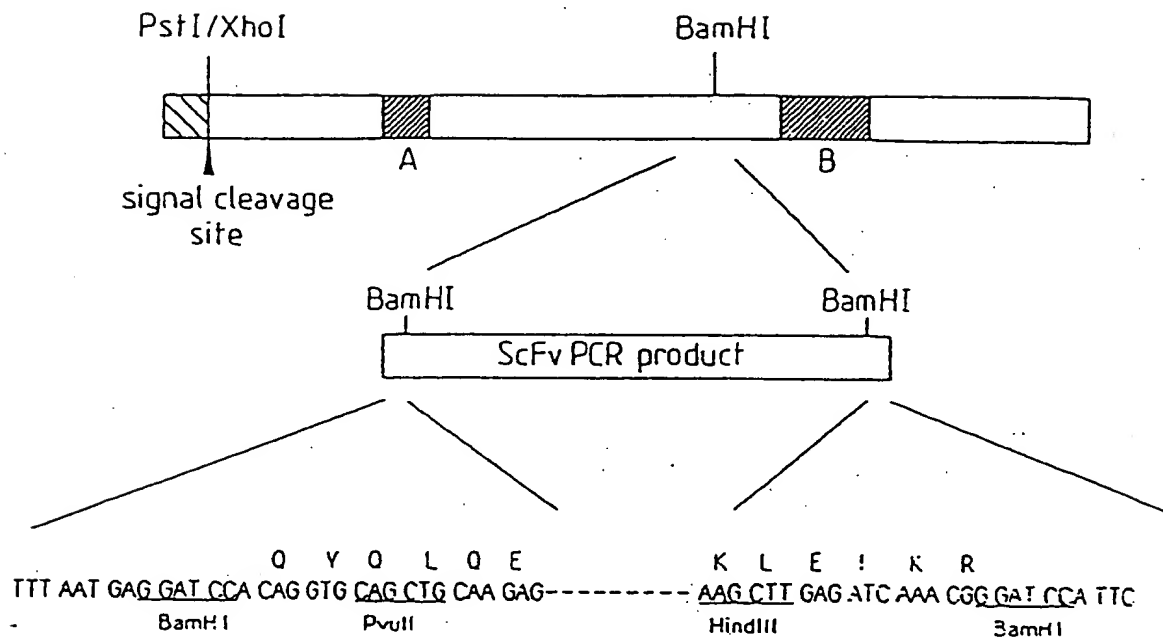 PstI/XhoI
BamHI
A
B
signal cleavage
site
BamHI
BamHI
ScFv PCR product
Q V Q L Q E
K L E I K R
TTT AAT GAG GAT CCA CAG GTG CAG CTG CAA GAG---------- AAG CTT GAG ATC AAA CGG GAT CCA TTC
BamHI
PvuII
HindIII
BamHI